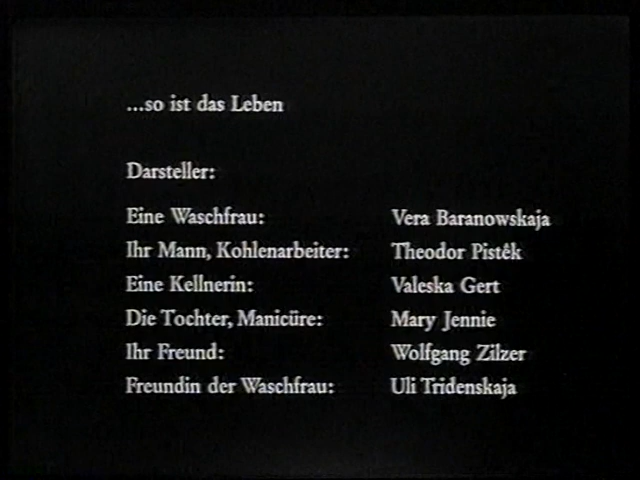 ...so ist das Leben
Darsteller:
Eine Waschfrau: Vera Baranowskaja
Ihr Mann, Kohlenarbeiter: Theodor Pistêk
Eine Kellnerin: Valeska Gert
Die Tochter, Manicüre: Mary Jennie
Ihr Freund: Wolfgang Zilzer
Freundin der Waschfrau: Uli Tridenskaja